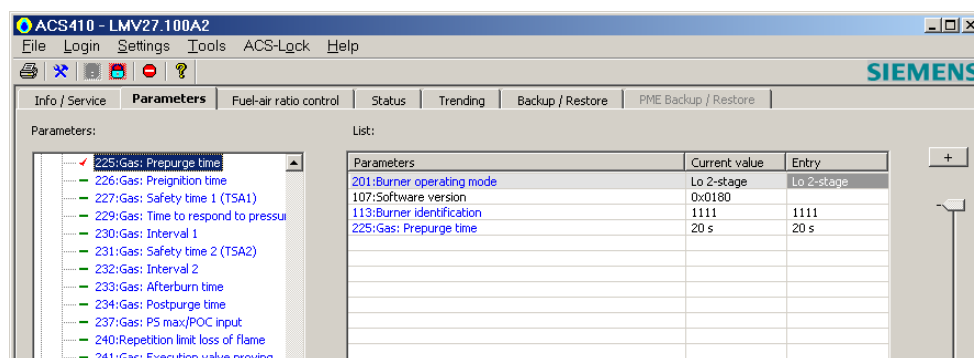 ACS410 - LMV27.100A2
File Login Settings Tools ACS-Lock Help
SIEMENS
Info / Service Parameters Fuel-air ratio control Status Trending Backup / Restore PME Backup / Restore
Parameters: List:
225:Gas: Prepurge time
226:Gas: Preignition time
227:Gas: Safety time 1 (TSA1)
229:Gas: Time to respond to pressu
230:Gas: Interval 1
231:Gas: Safety time 2 (TSA2)
232:Gas: Interval 2
233:Gas: Afterburn time
234:Gas: Postpurge time
237:Gas: PS max/POC input
240:Repetition limit loss of flame
241:Gas: Execution valve proving
Parameters Current value Entry
201:Burner operating mode Lo 2-stage Lo 2-stage
107:Software version 0x0180
113:Burner identification 1111 1111
225:Gas: Prepurge time 20 s 20 s
+
-